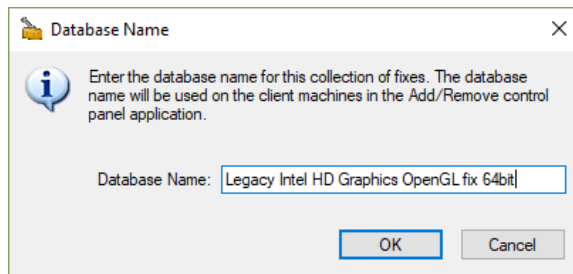 Database Name
Enter the database name for this collection of fixes. The database
name will be used on the client machines in the Add/Remove control
panel application.
Database Name: Legacy Intel HD Graphics OpenGL fix 64bit
OK Cancel